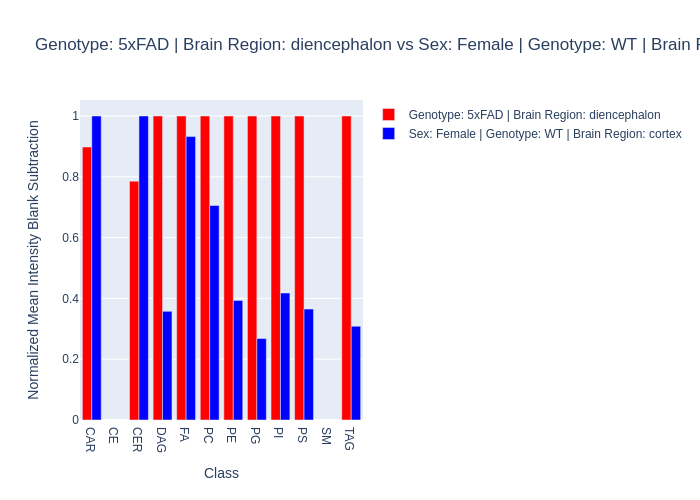 Genotype: 5xFAD | Brain Region: diencephalon vs Sex: Female | Genotype: WT | Brain
Genotype: 5xFAD | Brain Region: diencephalon
Sex: Female | Genotype: WT | Brain Region: cortex
Normalized Mean Intensity Blank Subtraction
1
0.8
0.6
0.4
0.2
0
CAR
CE
CER
DAG
FA
PC
PE
PG
PI
PS
SM
TAG
Class